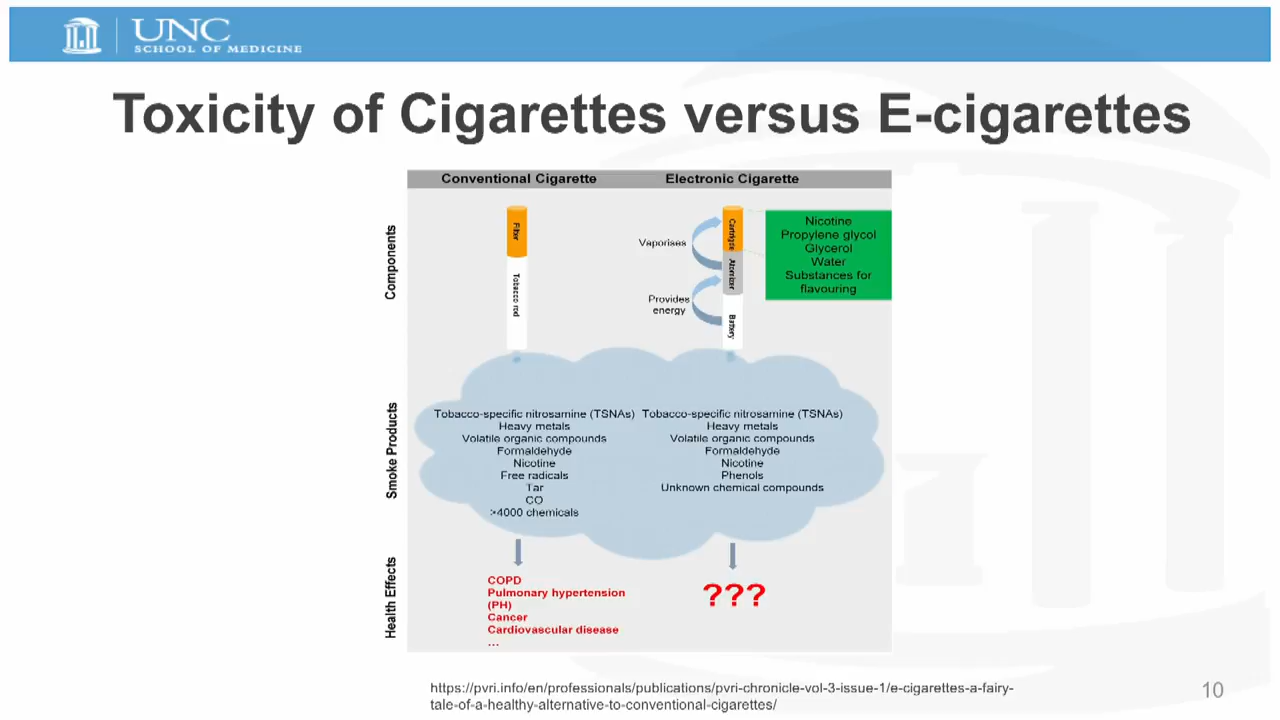 UNC
SCHOOL OF MEDICINE
Toxicity of Cigarettes versus E-cigarettes
Conventional Cigarette
Electronic Cigarette
Components
Filter
Tobacco rod
Vaporises
Provides
energy
Cartrigde
Atomizer
Battery
Nicotine
Propylene glycol
Glycerol
Water
Substances for
flavouring
Smoke Products
Tobacco-specific nitrosamine (TSNAs)
Heavy metals
Volatile organic compounds
Formaldehyde
Nicotine
Free radicals
Tar
CO
>4000 chemicals
Tobacco-specific nitrosamine (TSNAs)
Heavy metals
Volatile organic compounds
Formaldehyde
Nicotine
Phenols
Unknown chemical compounds
Health Effects
COPD
Pulmonary hypertension
(PH)
Cancer
Cardiovascular disease
...
???
https://pvri.info/en/professionals/publications/pvri-chronicle-vol-3-issue-1/e-cigarettes-a-fairy-
tale-of-a-healthy-alternative-to-conventional-cigarettes/
10